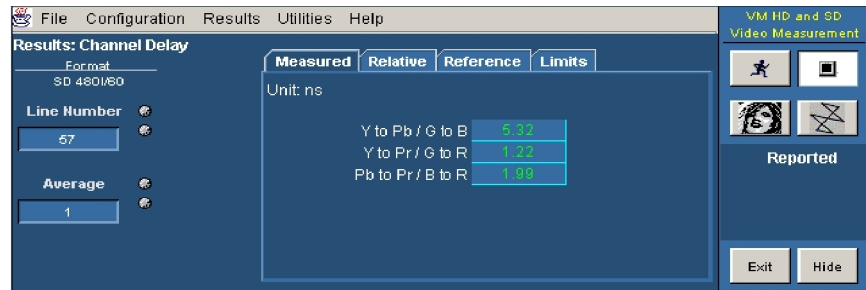 File Configuration Results Utilities Help
VM HD and SD
Video Measurement
Results: Channel Delay
Format
SD 480I/60
Line Number
57
Average
1
Measured Relative Reference Limits
Unit: ns
Y to Pb / G to B 5.32
Y to Pr / G to R 1.22
Pb to Pr / B to R 1.99
Reported
Exit Hide